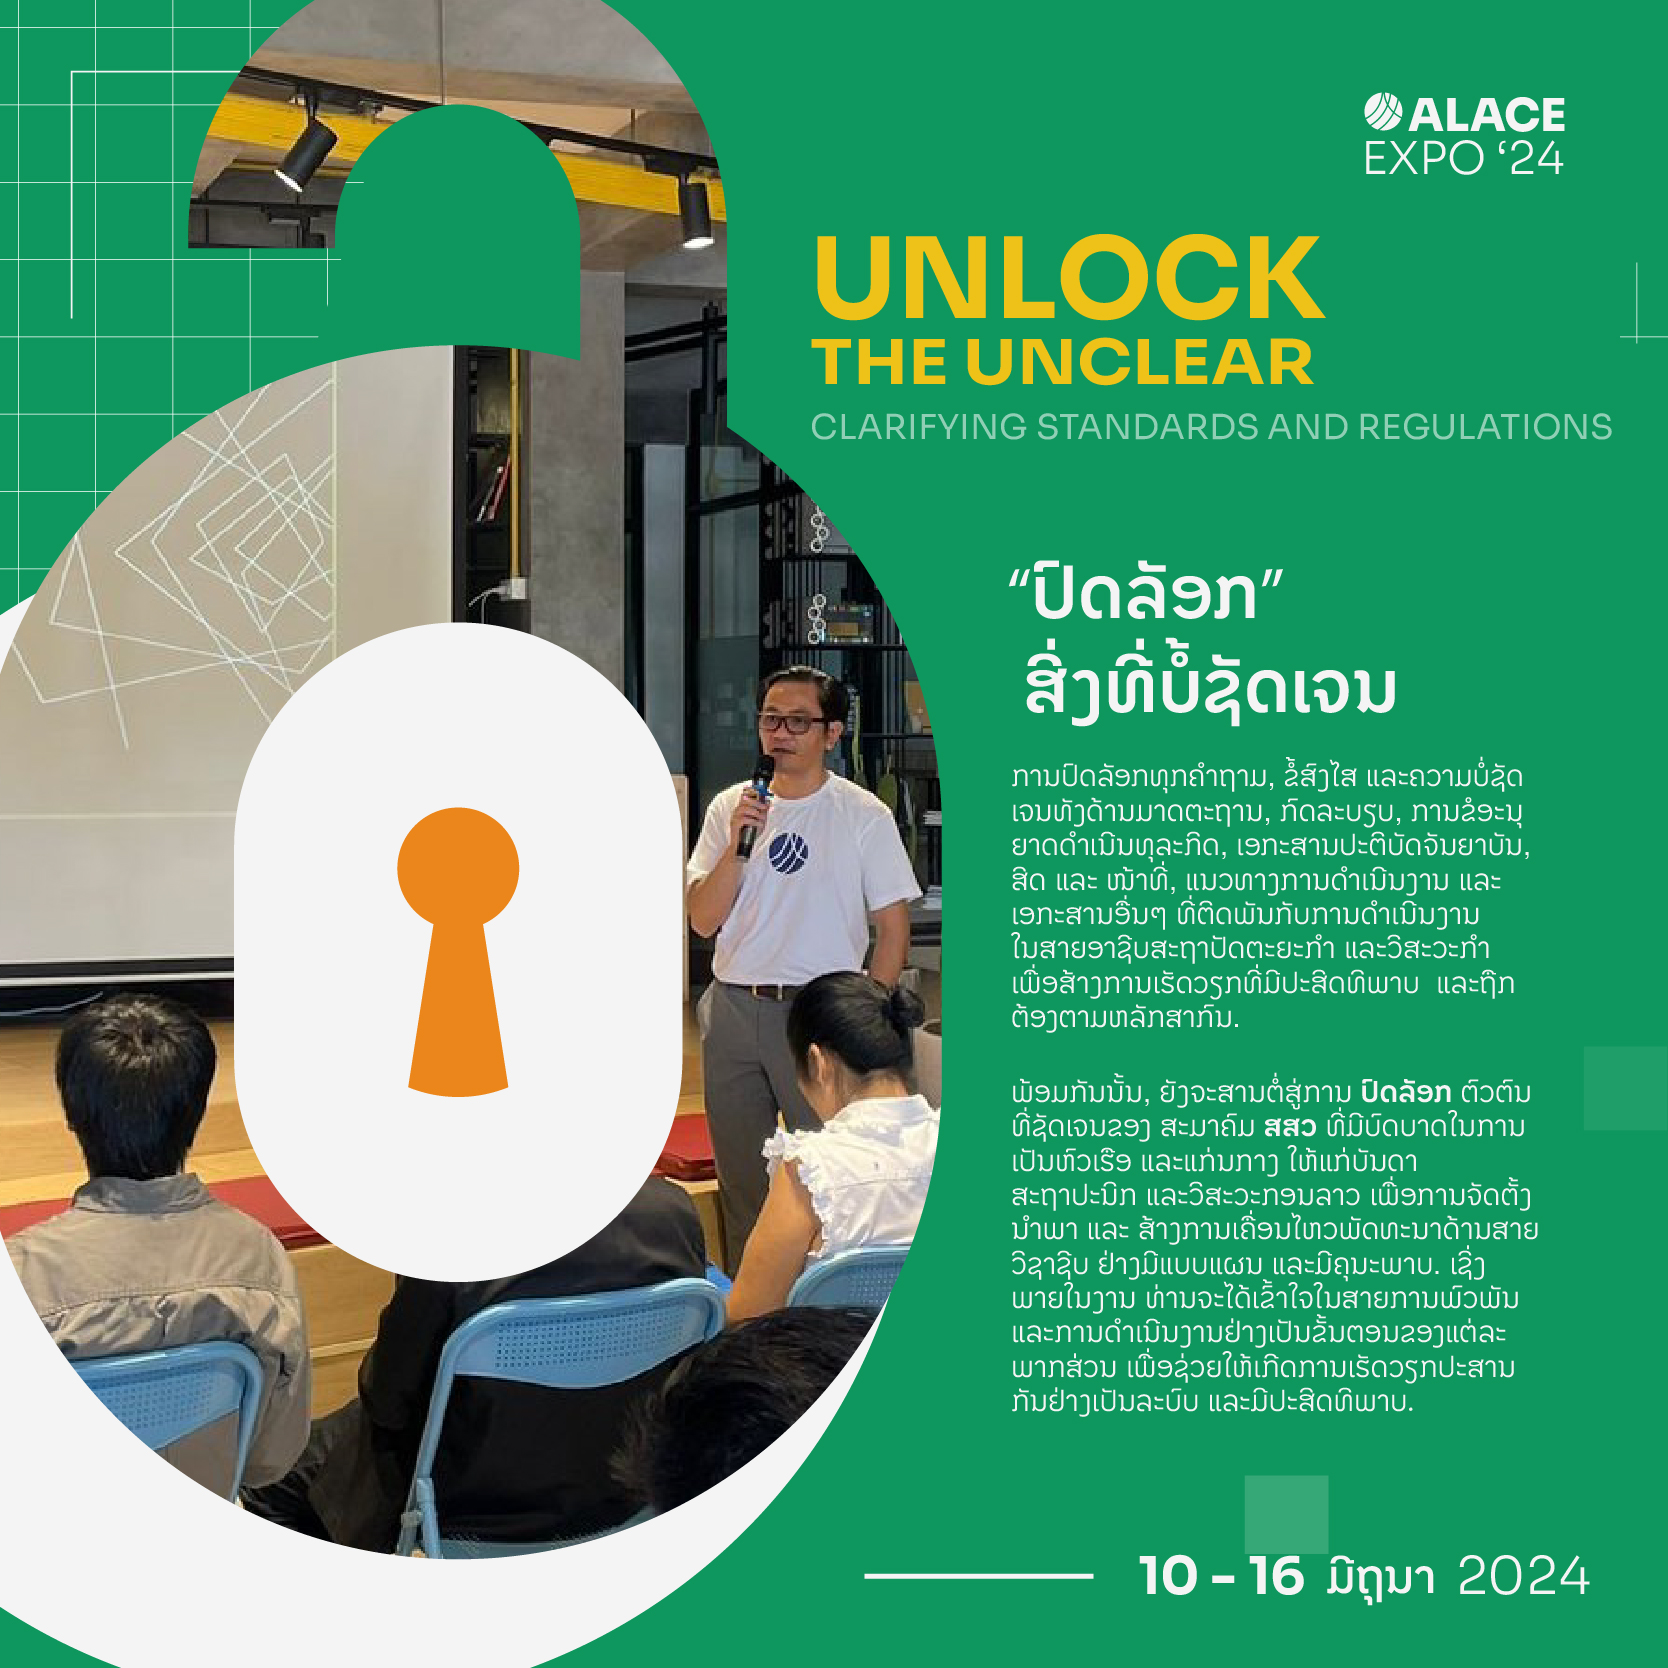 ALACE
EXPO ‘24
UNLOCK
THE UNCLEAR
CLARIFYING STANDARDS AND REGULATIONS
“ປົດລັອກ”
ສິ່ງທີ່ບໍ່ຊັດເຈນ
ການປົດລັອກທຸກຄຳຖາມ, ຂໍ້ສົງໄສ ແລະຄວາມບໍ່ຊັດ
ເຈນທັງດ້ານມາດຕະຖານ, ກົດລະບຽບ, ການຂໍອະນຸ
ຍາດດຳເນີນທຸລະກິດ, ເອກະສານປະຕິບັດຈັນຍາບັນ,
ສິດ ແລະ ໜ້າທີ່, ແນວທາງການດຳເນີນງານ ແລະ
ເອກະສານອື່ນໆ ທີ່ຕິດພັນກັບການດຳເນີນງານ
ໃນສາຍອາຊີບສະຖາປັດຕະຍະກຳ ແລະວິສະວະກຳ
ເພື່ອສ້າງການເຮັດວຽກທີ່ມີປະສິດທິພາບ ແລະຖືກ
ຕ້ອງຕາມຫລັກສາກົນ.
ພ້ອມກັນນັ້ນ, ຍັງຈະສານຕໍ່ສູ່ການ ປົດລັອກ ຕົວຕົນ
ທີ່ຊັດເຈນຂອງ ສະມາຄົມ ສສວ ທີ່ມີບົດບາດໃນການ
ເປັນຫົວເຮືອ ແລະແກ່ນກາງ ໃຫ້ແກ່ບັນດາ
ສະຖາປະນິກ ແລະວິສະວະກອນລາວ ເພື່ອການຈັດຕັ້ງ
ນຳພາ ແລະ ສ້າງການເຄື່ອນໄຫວພັດທະນາດ້ານສາຍ
ວິຊາຊີບ ຢ່າງມີແບບແຜນ ແລະມີຄຸນະພາບ. ເຊິ່ງ
ພາຍໃນງານ ທ່ານຈະໄດ້ເຂົ້າໃຈໃນສາຍການພົວພັນ
ແລະການດຳເນີນງານຢ່າງເປັນຂັ້ນຕອນຂອງແຕ່ລະ
ພາກສ່ວນ ເພື່ອຊ່ວຍໃຫ້ເກີດການເຮັດວຽກປະສານ
ກັນຢ່າງເປັນລະບົບ ແລະມີປະສິດທິພາບ.
10 - 16 ມິຖຸນາ 2024